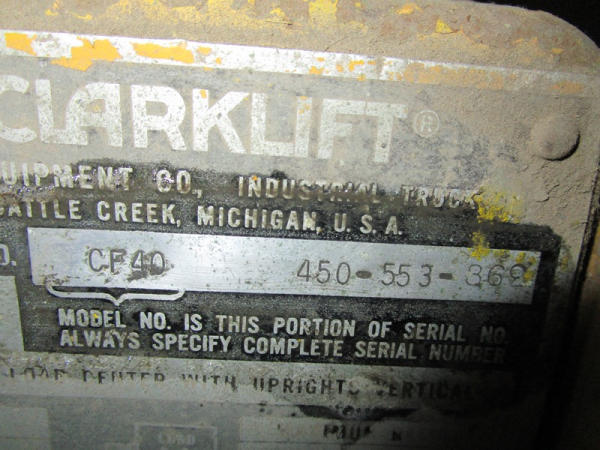 CLARKLIFT®
UIPMENT CO., INDUSTRIAL TRUCK
BATTLE CREEK, MICHIGAN, U.S.A.
O. CF40 450-553-369
MODEL NO. IS THIS PORTION OF SERIAL NO.
ALWAYS SPECIFY COMPLETE SERIAL NUMBER
LOAD CENTER WITH UPRIGHTS VERTICAL